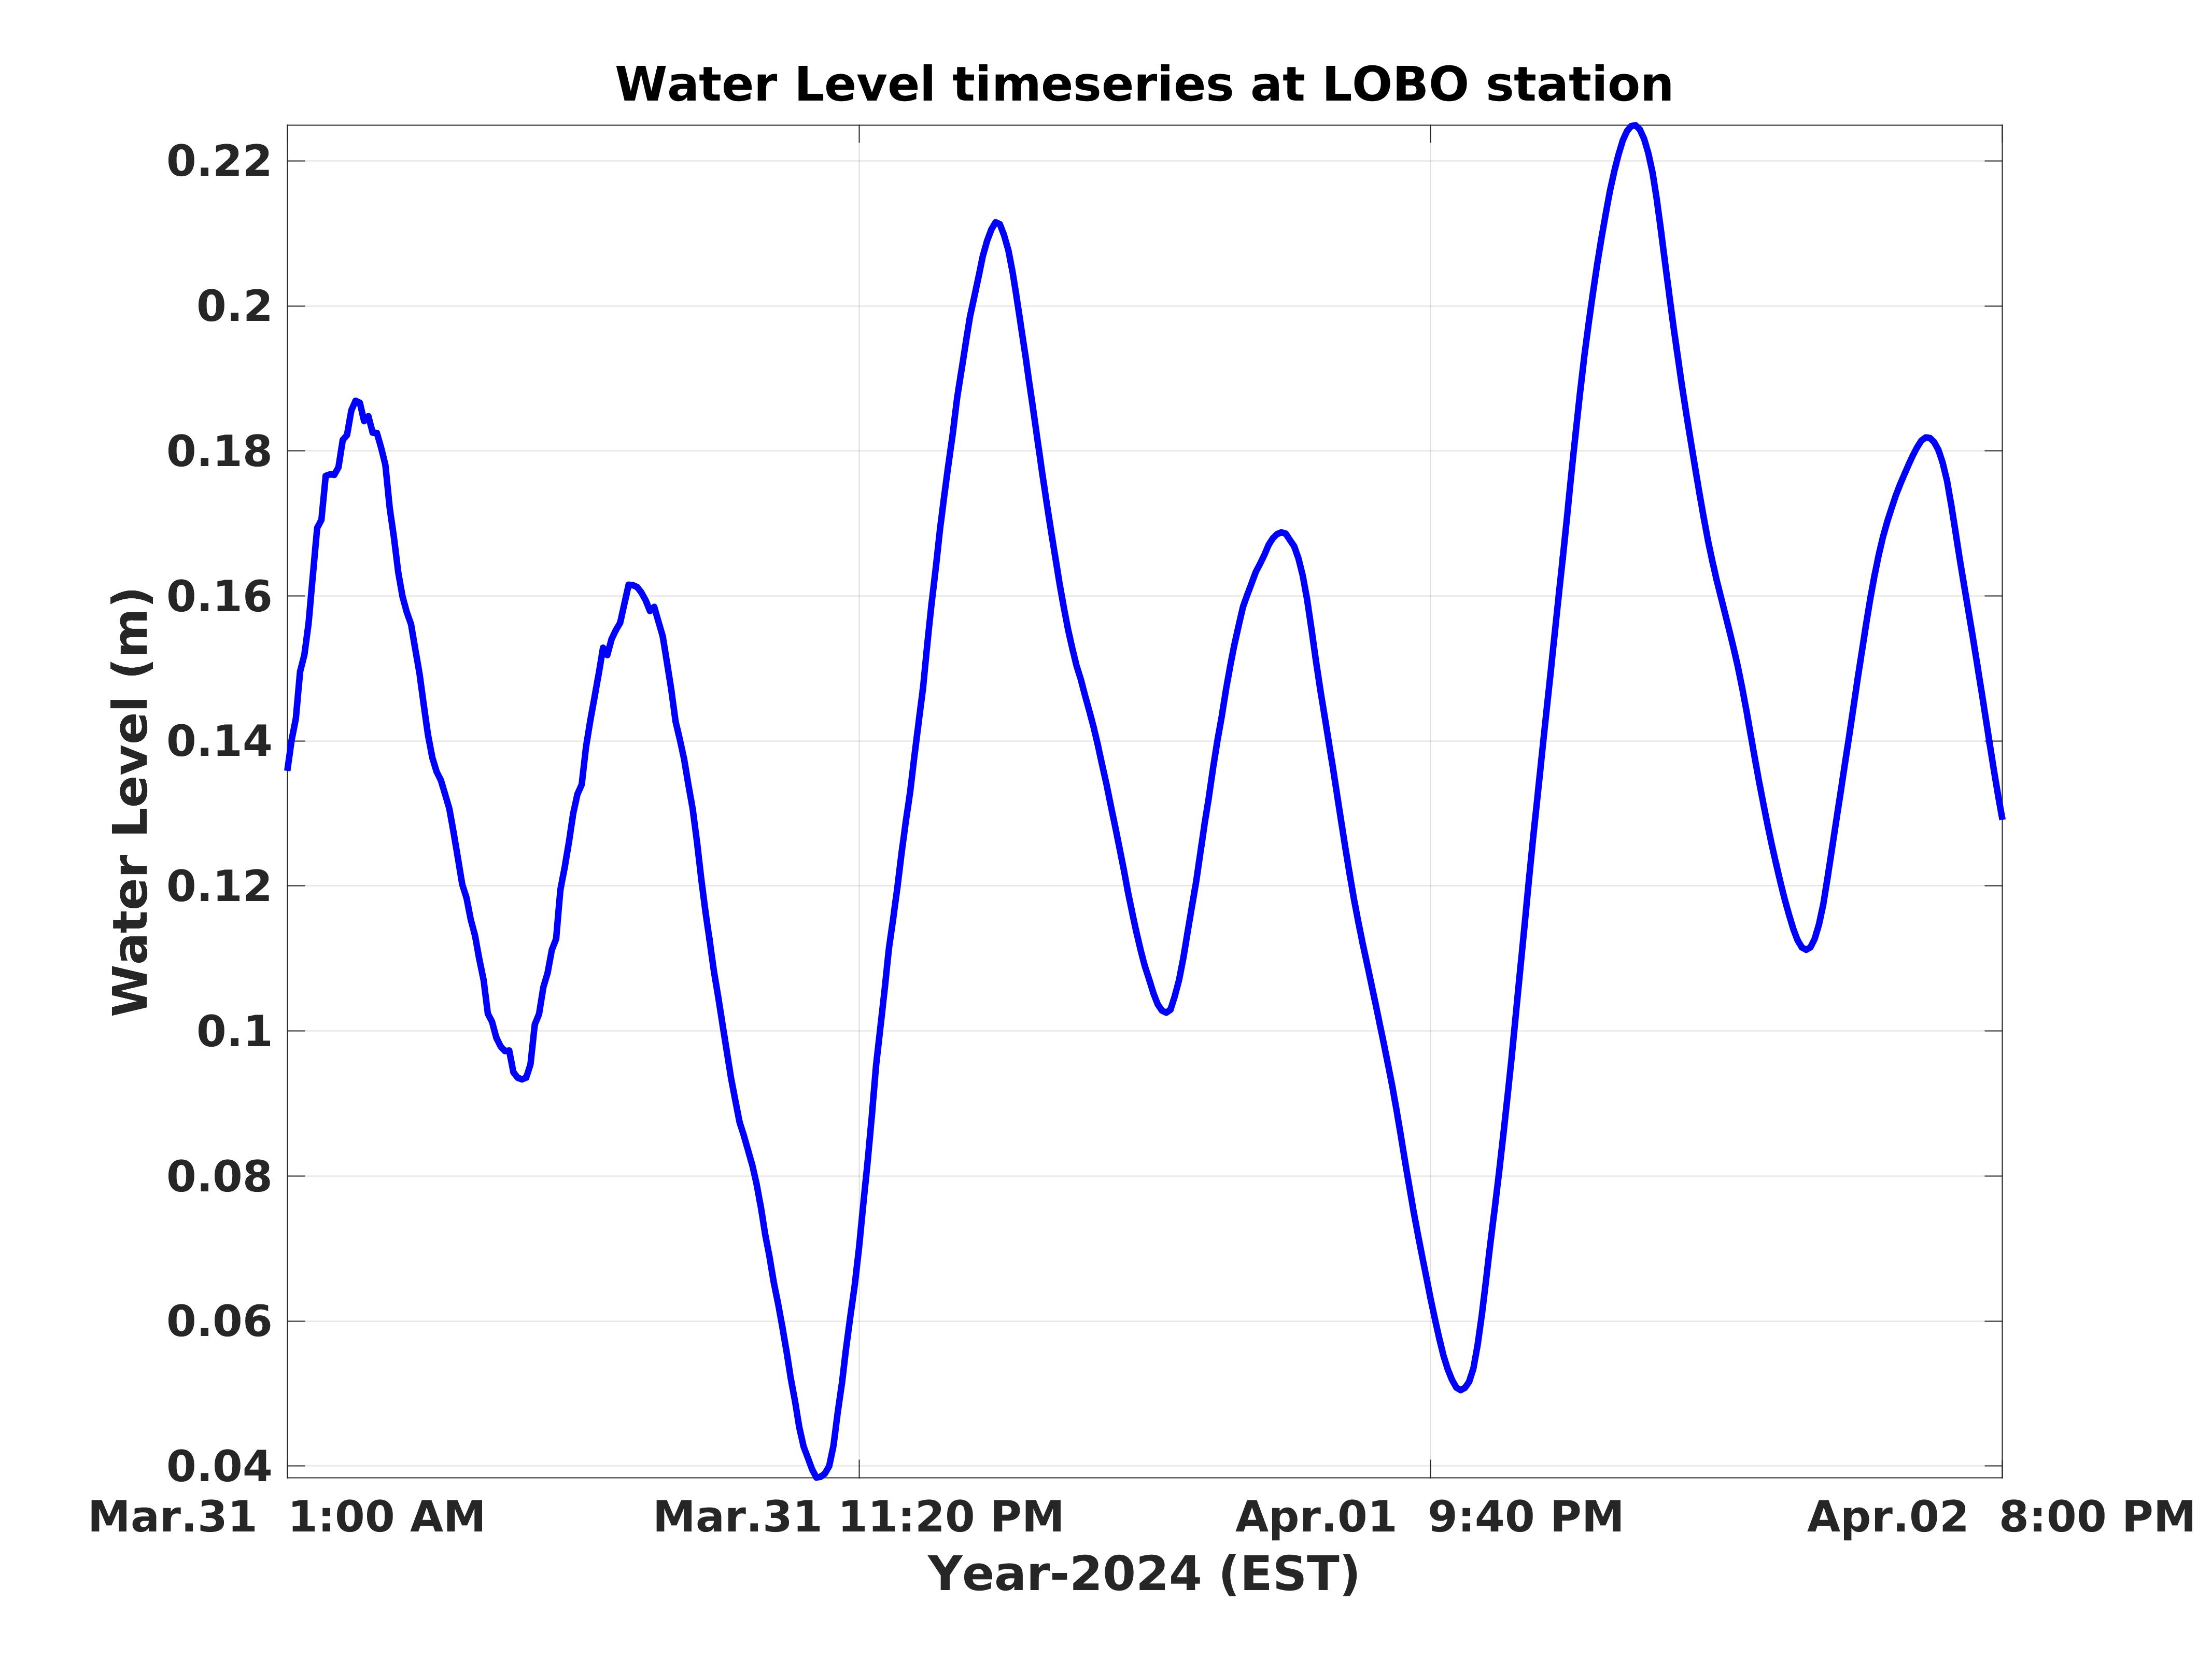 Water Level timeseries at LOBO station
Water Level (m)
0.22
0.2
0.18
0.16
0.14
0.12
0.1
0.08
0.06
0.04
Mar.31 1:00 AM
Mar.31 11:20 PM
Apr.01 9:40 PM
Apr.02 8:00 PM
Year-2024 (EST)